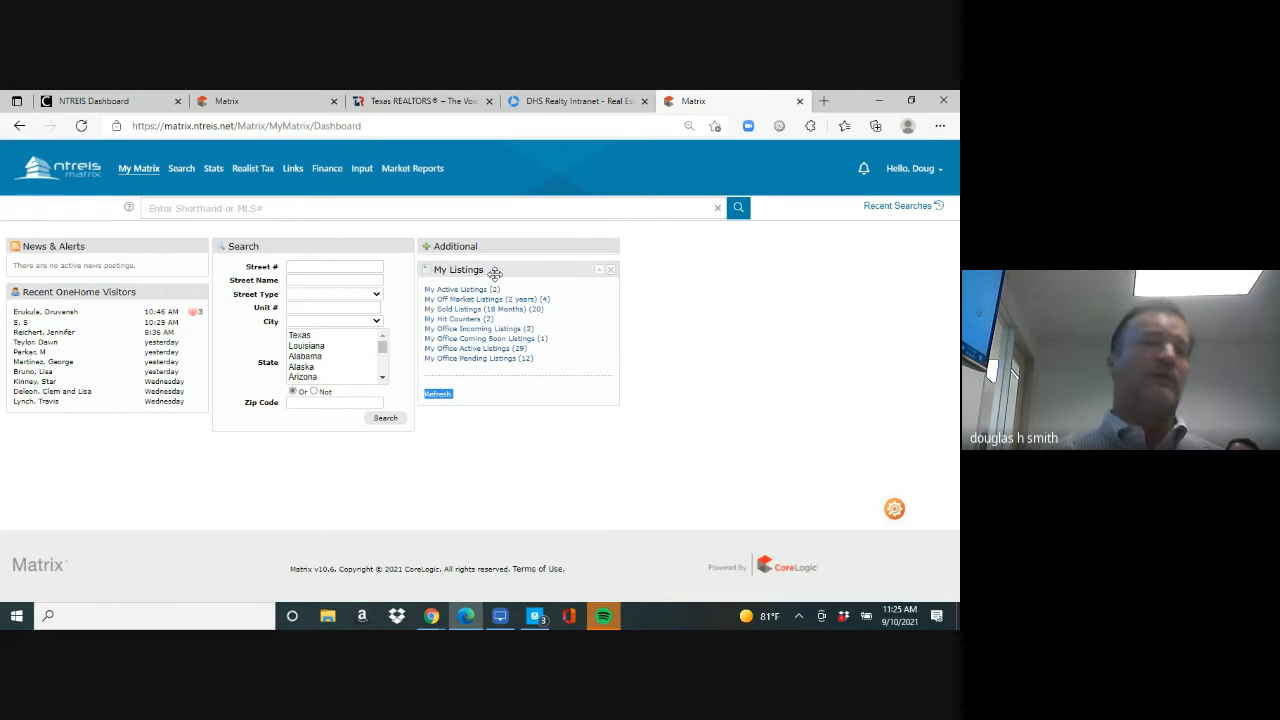 NTREIS Dashboard
Matrix
Texas REALTORS® – The Voi
DHS Realty Intranet - Real Est
Matrix
https://matrix.ntreis.net/Matrix/MyMatrix/Dashboard
ntreis
matrix
My Matrix Search Stats Realist Tax Links Finance Input Market Reports
Hello, Doug
Enter Shorthand or MLS#
Recent Searches
News & Alerts
There are no active news postings.
Recent OneHome Visitors
Erukula, Druvansh 10:46 AM 3
S, S 10:29 AM
Reichert, Jennifer 8:36 AM
Taylor, Dawn yesterday
Parkar, M yesterday
Martinez, George yesterday
Bruno, Lisa yesterday
Kinney, Star Wednesday
Deleon, Clem and Lisa Wednesday
Lynch, Travis Wednesday
Search
Street #
Street Name
Street Type
Unit #
City
State
Texas
Louisiana
Alabama
Alaska
Arizona
Or Not
Zip Code
Search
Additional
My Listings
My Active Listings (2)
My Off Market Listings (2 years) (4)
My Sold Listings (18 Months) (20)
My Hit Counters (2)
My Office Incoming Listings (2)
My Office Coming Soon Listings (1)
My Office Active Listings (29)
My Office Pending Listings (12)
Refresh
Matrix
Matrix v10.6. Copyright © 2021 CoreLogic. All rights reserved. Terms of Use.
Powered By
CoreLogic
81°F
11:25 AM
9/10/2021
3
douglas h smith